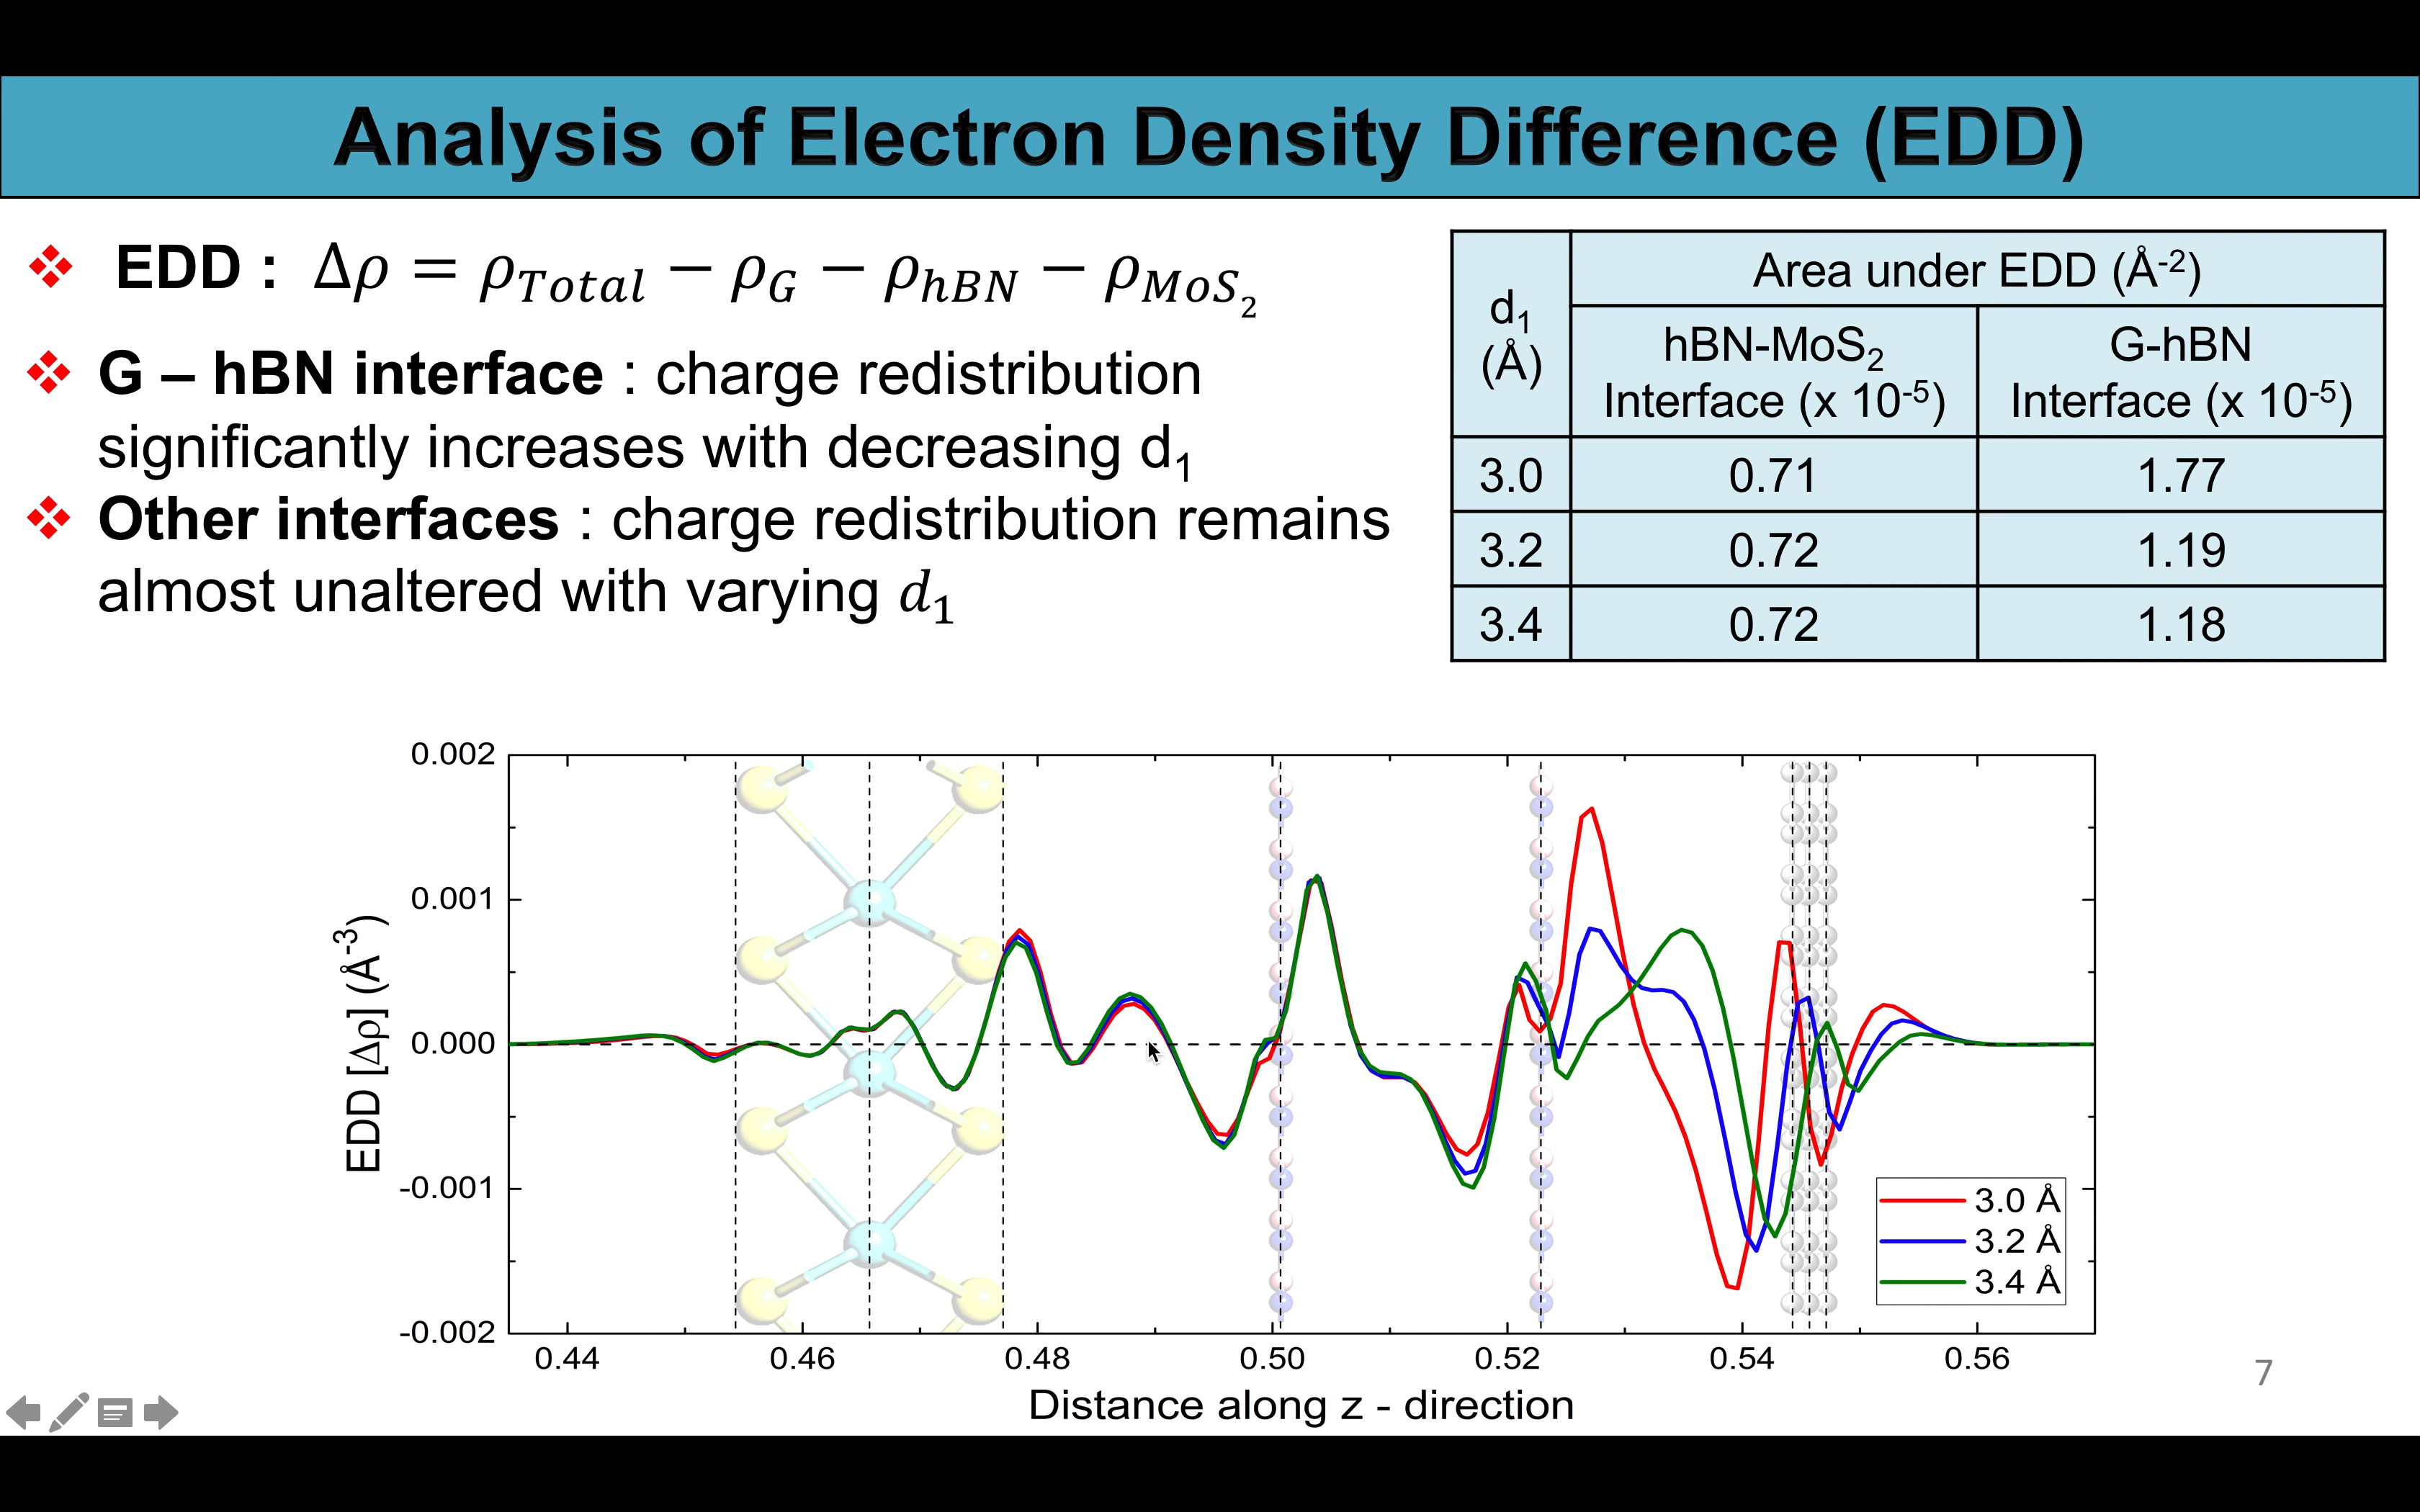 Analysis of Electron Density Difference (EDD)
❖ EDD : Δρ = ρ_Total − ρ_G − ρ_hBN − ρ_MoS₂
❖ G – hBN interface : charge redistribution
significantly increases with decreasing d₁
❖ Other interfaces : charge redistribution remains
almost unaltered with varying d₁
d₁ (Å)
Area under EDD (Å⁻²)
hBN-MoS₂ Interface (x 10⁻⁵)
G-hBN Interface (x 10⁻⁵)
3.0 0.71 1.77
3.2 0.72 1.19
3.4 0.72 1.18
EDD [Δρ] (Å⁻³)
0.002
0.001
0.000
-0.001
-0.002
3.0 Å
3.2 Å
3.4 Å
0.44 0.46 0.48 0.50 0.52 0.54 0.56
Distance along z - direction
7